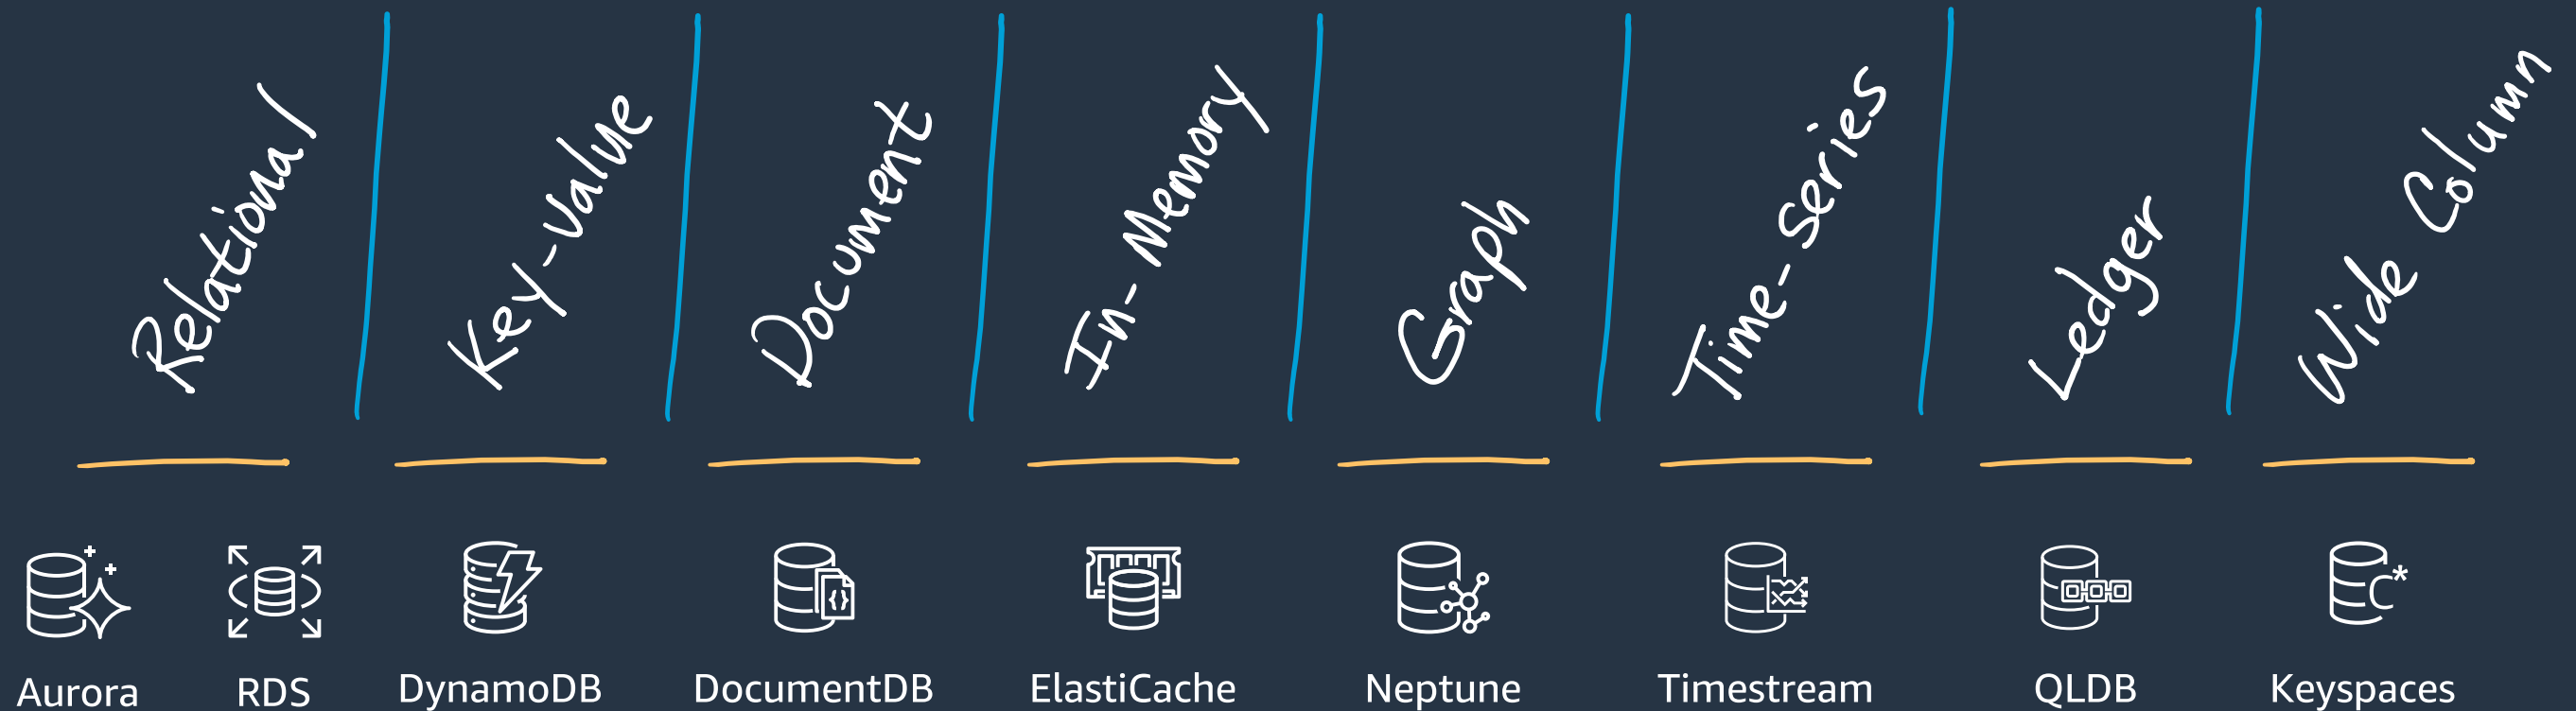 Relational
Key-Value
Document
In-Memory
Graph
Time-Series
Ledger
Wide Column
Aurora
RDS
DynamoDB
DocumentDB
ElastiCache
Neptune
Timestream
QLDB
C*
Keyspaces